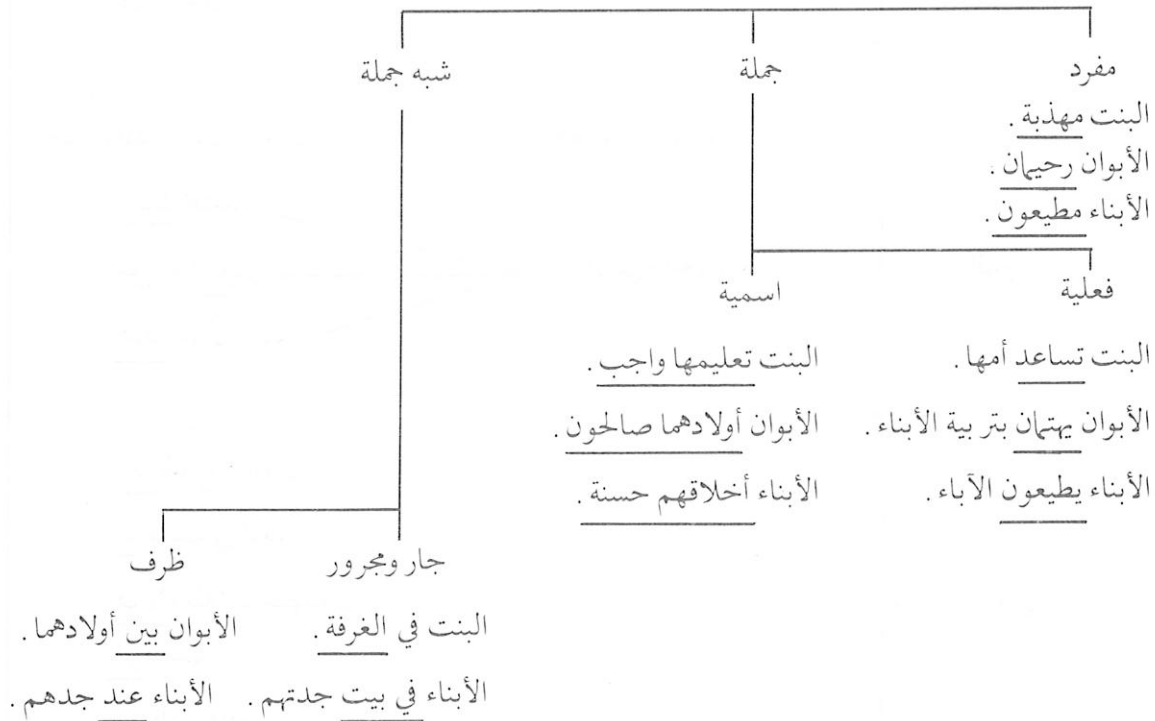 مفرد
البنت مهذبة .
الأبوان رحيمان .
الأبناء مطيعون .
جملة
فعلية
البنت تساعد أمها .
الأبوان يهتمان بتربية الأبناء .
الأبناء يطيعون الآباء .
اسمية
البنت تعليمها واجب .
الأبوان أولادهما صالحون .
الأبناء أخلاقهم حسنة .
شبه جملة
جار ومجرور
البنت في الغرفة .
الأبناء في بيت جدتهم .
ظرف
الأبوان بين أولادهما .
الأبناء عند جدهم .